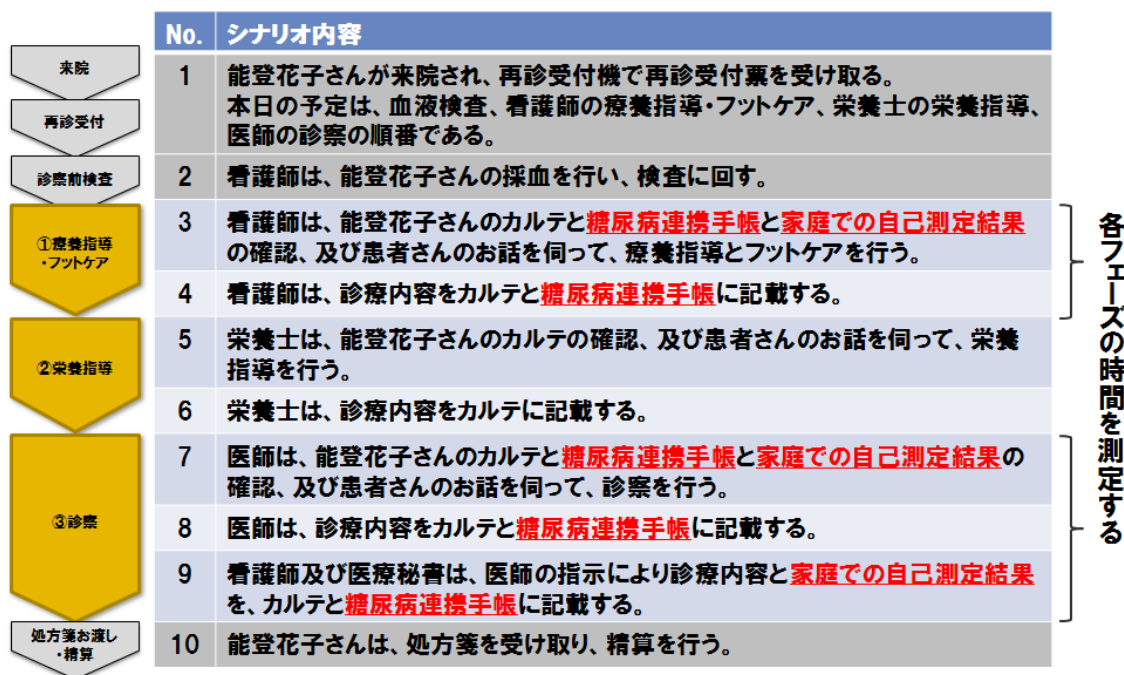 No. シナリオ内容
来院
再診受付
診察前検査
①療養指導
・フットケア
②栄養指導
③診察
処方箋お渡し
・精算
1 能登花子さんが来院され、再診受付機で再診受付票を受け取る。
本日の予定は、血液検査、看護師の療養指導・フットケア、栄養士の栄養指導、
医師の診察の順番である。
2 看護師は、能登花子さんの採血を行い、検査に回す。
3 看護師は、能登花子さんのカルテと糖尿病連携手帳と家庭での自己測定結果
の確認、及び患者さんのお話を伺って、療養指導とフットケアを行う。
4 看護師は、診療内容をカルテと糖尿病連携手帳に記載する。
5 栄養士は、能登花子さんのカルテの確認、及び患者さんのお話を伺って、栄養
指導を行う。
6 栄養士は、診療内容をカルテに記載する。
7 医師は、能登花子さんのカルテと糖尿病連携手帳と家庭での自己測定結果の
確認、及び患者さんのお話を伺って、診察を行う。
8 医師は、診療内容をカルテと糖尿病連携手帳に記載する。
9 看護師及び医療秘書は、医師の指示により診療内容と家庭での自己測定結果
を、カルテと糖尿病連携手帳に記載する。
10 能登花子さんは、処方箋を受け取り、精算を行う。
各フェーズの時間を測定する